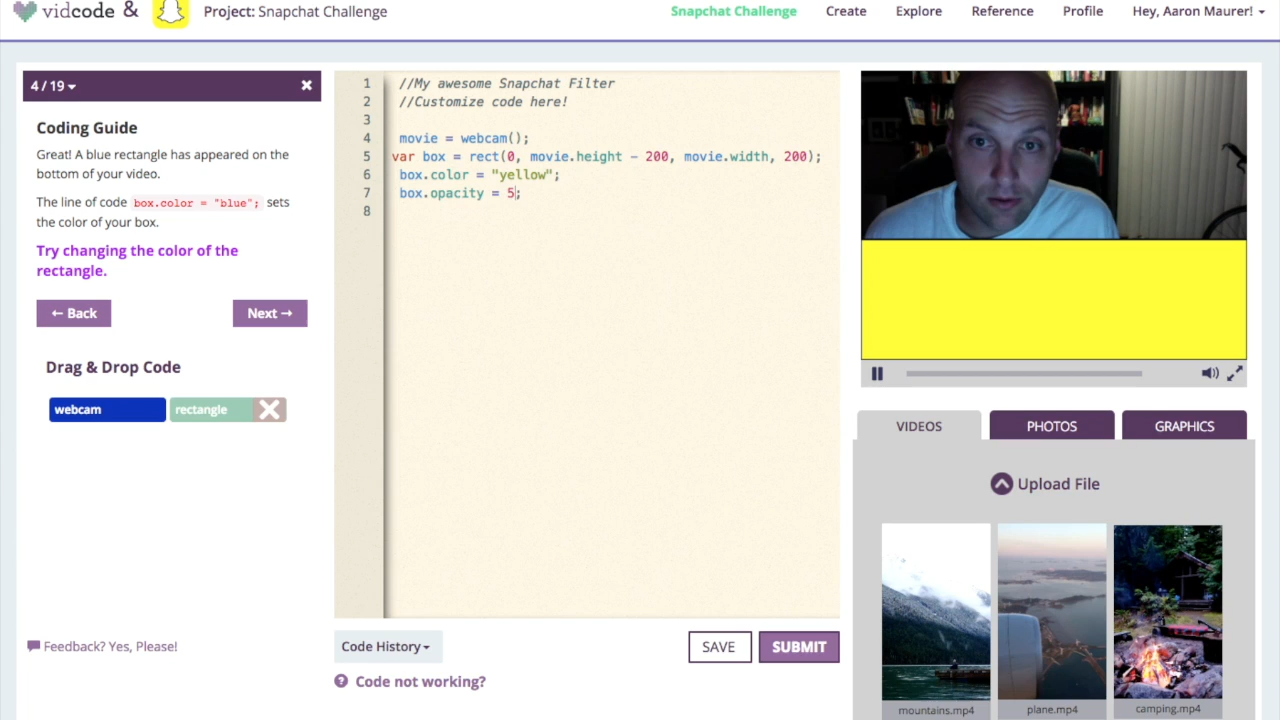 vidcode &
Project: Snapchat Challenge
Snapchat Challenge
Create
Explore
Reference
Profile
Hey, Aaron Maurer!
4 / 19
Coding Guide
Great! A blue rectangle has appeared on the
bottom of your video.
The line of code box.color = "blue"; sets
the color of your box.
Try changing the color of the
rectangle.
← Back
Next →
Drag & Drop Code
webcam
rectangle
Feedback? Yes, Please!
1 //My awesome Snapchat Filter
2 //Customize code here!
3
4 movie = webcam();
5 var box = rect(0, movie.height - 200, movie.width, 200);
6 box.color = "yellow";
7 box.opacity = 5;
8
Code History
SAVE
SUBMIT
? Code not working?
VIDEOS
PHOTOS
GRAPHICS
Upload File
mountains.mp4
plane.mp4
camping.mp4